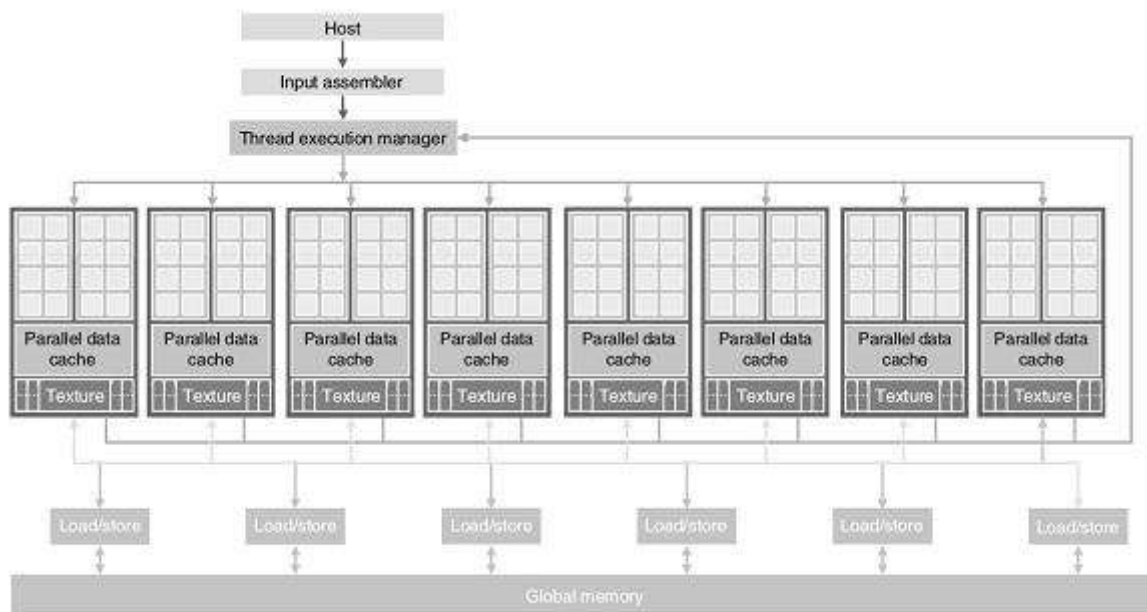 Host
Input assembler
Thread execution manager
Parallel data
cache
Parallel data
cache
Parallel data
cache
Parallel data
cache
Parallel data
cache
Parallel data
cache
Parallel data
cache
Parallel data
cache
Texture
Texture
Texture
Texture
Texture
Texture
Texture
Texture
Load/store
Load/store
Load/store
Load/store
Load/store
Load/store
Global memory